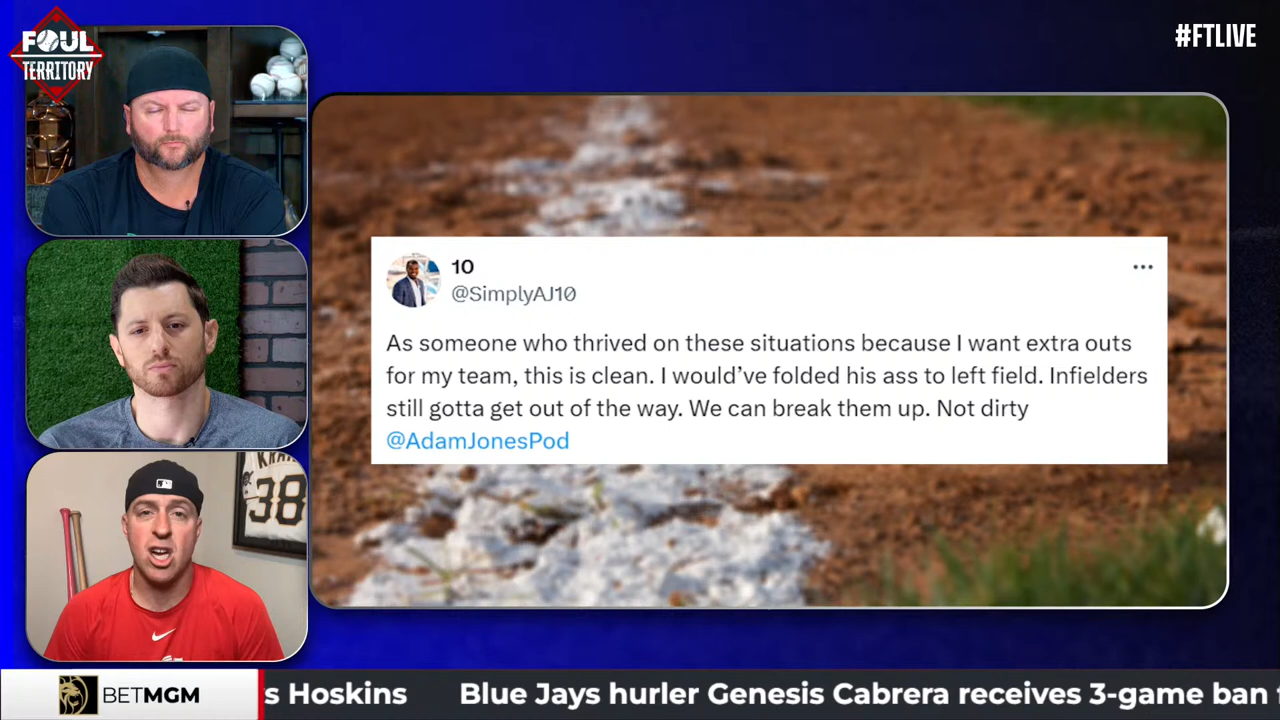 FOUL
TERRITORY
#FTLIVE
10
@SimplyAJ10
As someone who thrived on these situations because I want extra outs
for my team, this is clean. I would've folded his ass to left field. Infielders
still gotta get out of the way. We can break them up. Not dirty
@AdamJonesPod
38
BETMGM
s Hoskins
Blue Jays hurler Genesis Cabrera receives 3-game ban